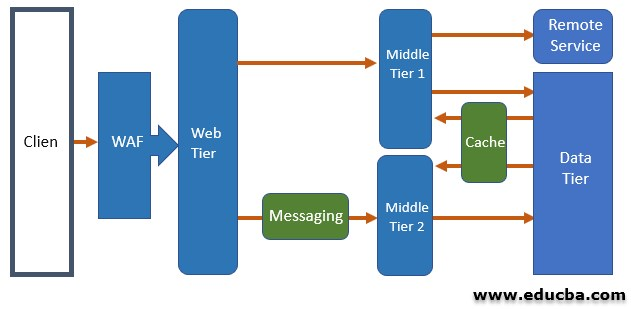 Clien
WAF
Web
Tier
Messaging
Middle
Tier 1
Middle
Tier 2
Cache
Remote
Service
Data
Tier
www.educba.com